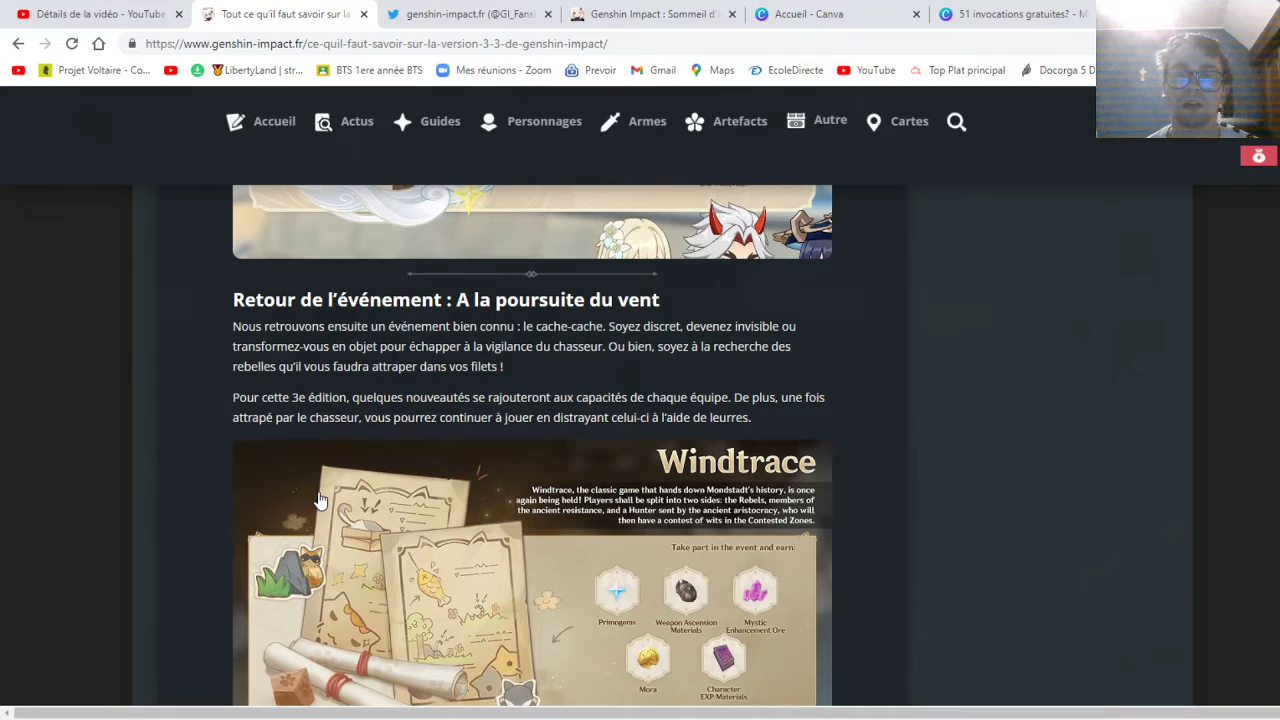 Détails de la vidéo - YouTube
Tout ce qu'il faut savoir sur la
genshin-impact.fr (@GI_Fans
Genshin Impact : Sommeil d'
Accueil - Canva
51 invocations gratuites? - M
https://www.genshin-impact.fr/ce-quil-faut-savoir-sur-la-version-3-3-de-genshin-impact/
Projet Voltaire - Co...
LibertyLand | str...
BTS 1ere année BTS
Mes réunions - Zoom
Prevoir
Gmail
Maps
EcoleDirecte
YouTube
Top Plat principal
Docorga 5 D
Accueil
Actus
Guides
ages
Armes
Artefacts
Autre
Cartes
Retour de l'événement : A la poursuite du vent
Nous retrouvons ensuite un événement bien connu : le cache-cache. Soyez discret, devenez invisible ou
transformez-vous en objet pour échapper à la vigilance du chasseur. Ou bien, soyez à la recherche des
rebelles qu'il vous faudra attraper dans vos filets !
Pour cette 3e édition, quelques nouveautés se rajouteront aux capacités de chaque équipe. De plus, une fois
attrapé par le chasseur, vous pourrez continuer à jouer en distrayant celui-ci à l'aide de leurres.
Windtrace
Windtrace, the classic game that hands down Mondstadt's history, is once
again being held! Players shall be split into two sides: the Rebels, members of
the ancient resistance, and a Hunter sent by the ancient aristocracy, who will
then have a contest of wits in the Contested Zones.
Take part in the event and earn:
Primogems
Weapon Ascension
Materials
Mystic
Enhancement Ore
Mora
Character
EXP Materials